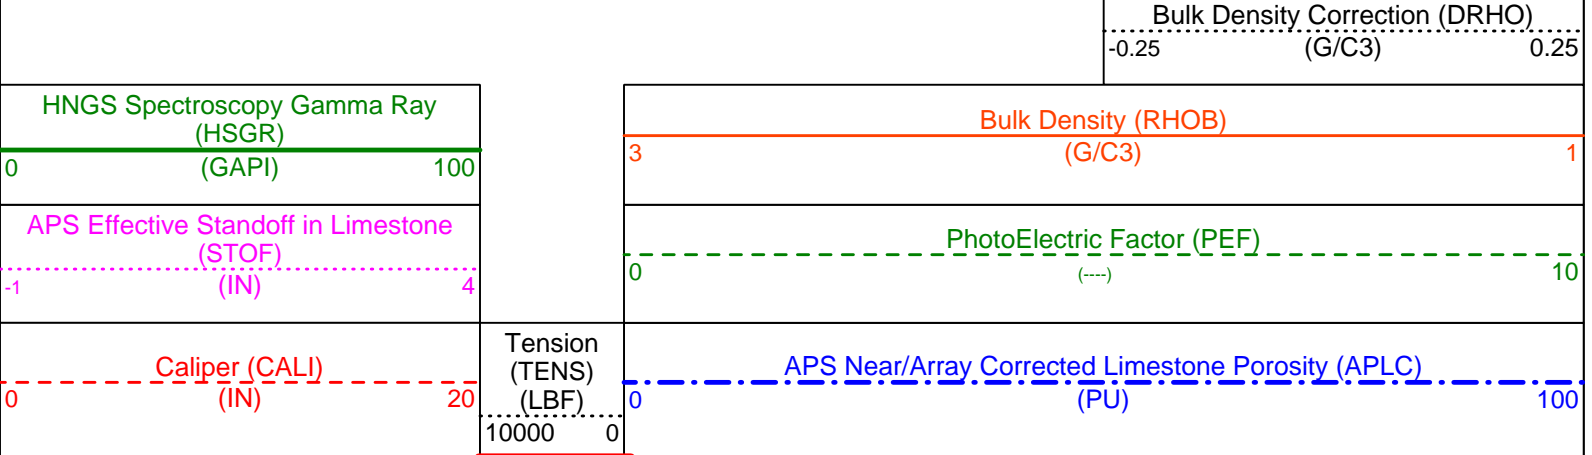 Bulk Density Correction (DRHO)
-0.25 (G/C3) 0.25
HNGS Spectroscopy Gamma Ray
(HSGR)
0 (GAPI) 100
Bulk Density (RHOB)
3 (G/C3) 1
APS Effective Standoff in Limestone
(STOF)
-1 (IN) 4
PhotoElectric Factor (PEF)
0 (----) 10
Caliper (CALI)
0 (IN) 20
Tension
(TENS)
(LBF)
10000 0
APS Near/Array Corrected Limestone Porosity (APLC)
0 (PU) 100